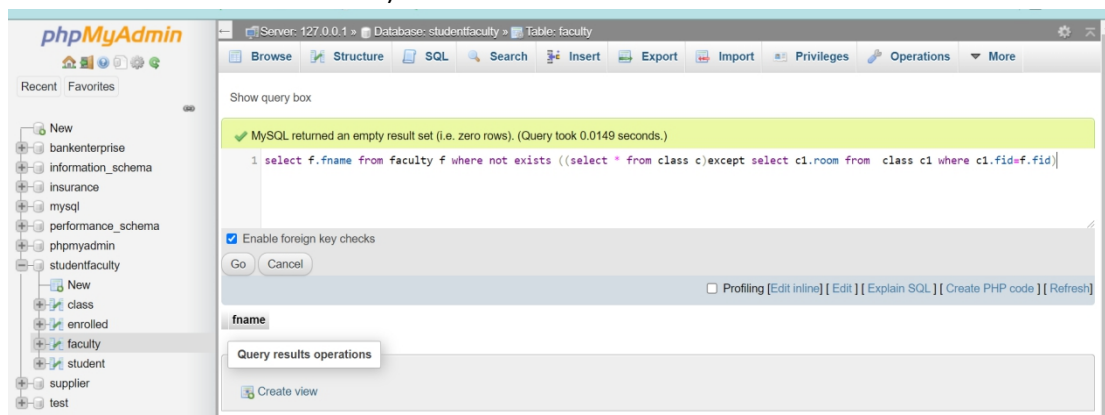 phpMyAdmin
Recent Favorites
New
bankenterprise
information_schema
insurance
mysql
performance_schema
phpmyadmin
studentfaculty
New
class
enrolled
faculty
student
supplier
test
Server: 127.0.0.1 » Database: studentfaculty » Table: faculty
Browse Structure SQL Search Insert Export Import Privileges Operations More
Show query box
MySQL returned an empty result set (i.e. zero rows). (Query took 0.0149 seconds.)
1 select f.fname from faculty f where not exists ((select * from class c)except select c1.room from class c1 where c1.fid=f.fid)
Enable foreign key checks
Go Cancel
Profiling [Edit inline] [ Edit ] [ Explain SQL ] [ Create PHP code ] [ Refresh]
fname
Query results operations
Create view